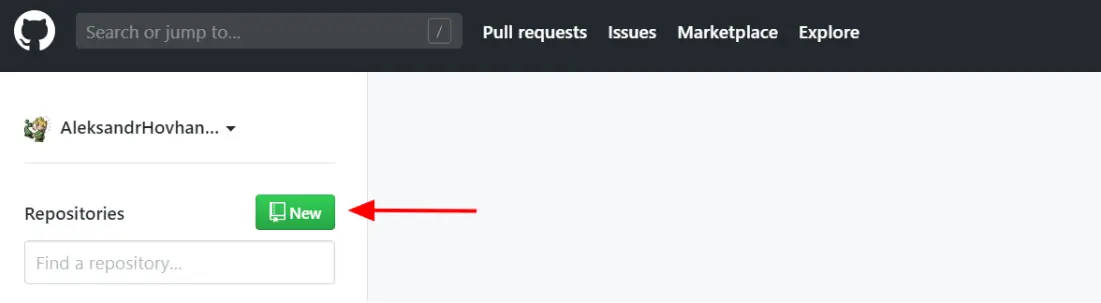 Search or jump to... / Pull requests Issues Marketplace Explore
AleksandrHovhan...
Repositories New
Find a repository...